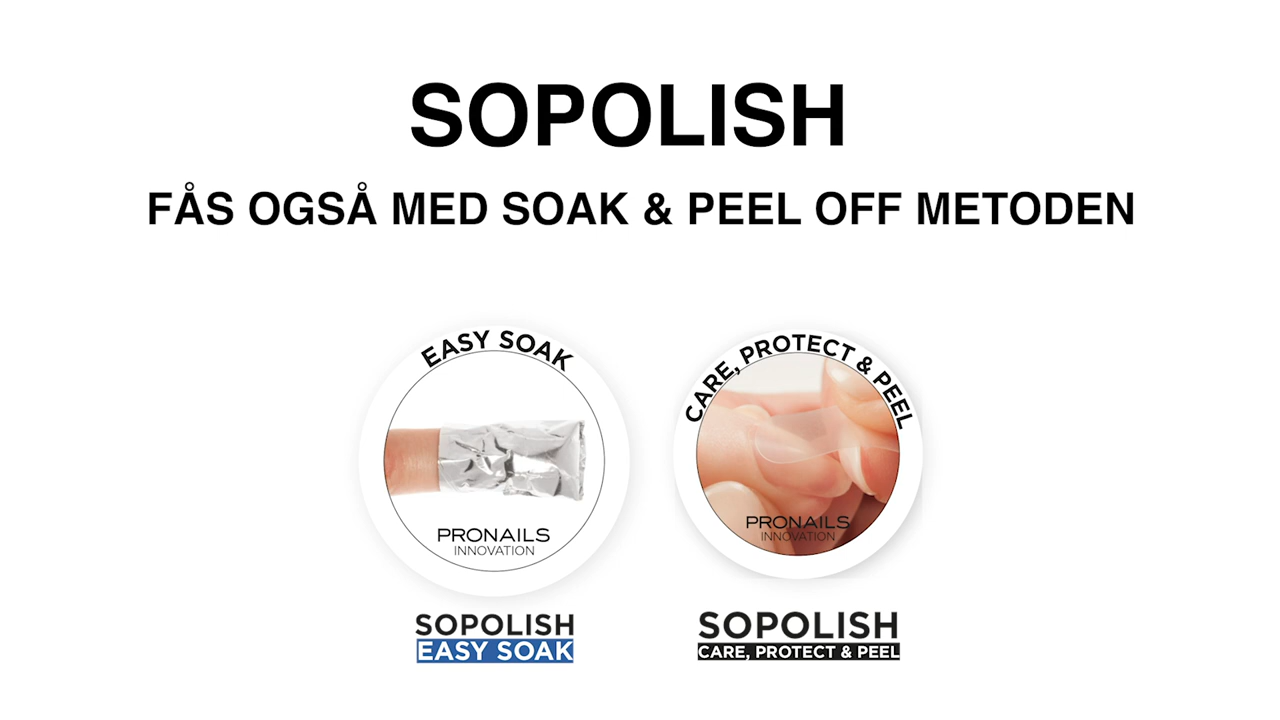 SOPOLISH
FÅS OGSÅ MED SOAK & PEEL OFF METODEN
EASY SOAK
PRONAILS
INNOVATION
SOPOLISH
EASY SOAK
CARE, PROTECT & PEEL
PRONAILS
INNOVATION
SOPOLISH
CARE, PROTECT & PEEL